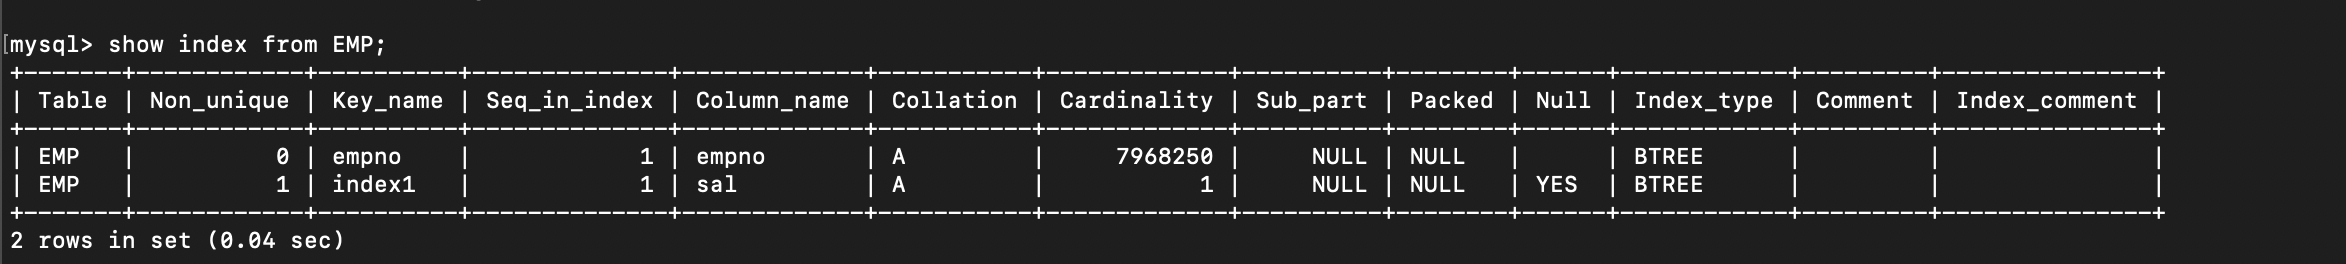 [mysql> show index from EMP;
+-------+------------+----------+--------------+-------------+-----------+-------------+----------+--------+------+------------+---------+---------------+
| Table | Non_unique | Key_name | Seq_in_index | Column_name | Collation | Cardinality | Sub_part | Packed | Null | Index_type | Comment | Index_comment |
+-------+------------+----------+--------------+-------------+-----------+-------------+----------+--------+------+------------+---------+---------------+
| EMP   |          0 | empno    |            1 | empno       | A         |     7968250 |     NULL | NULL   |      | BTREE      |         |               |
| EMP   |          1 | index1   |            1 | sal         | A         |           1 |     NULL | NULL   | YES  | BTREE      |         |               |
+-------+------------+----------+--------------+-------------+-----------+-------------+----------+--------+------+------------+---------+---------------+
2 rows in set (0.04 sec)